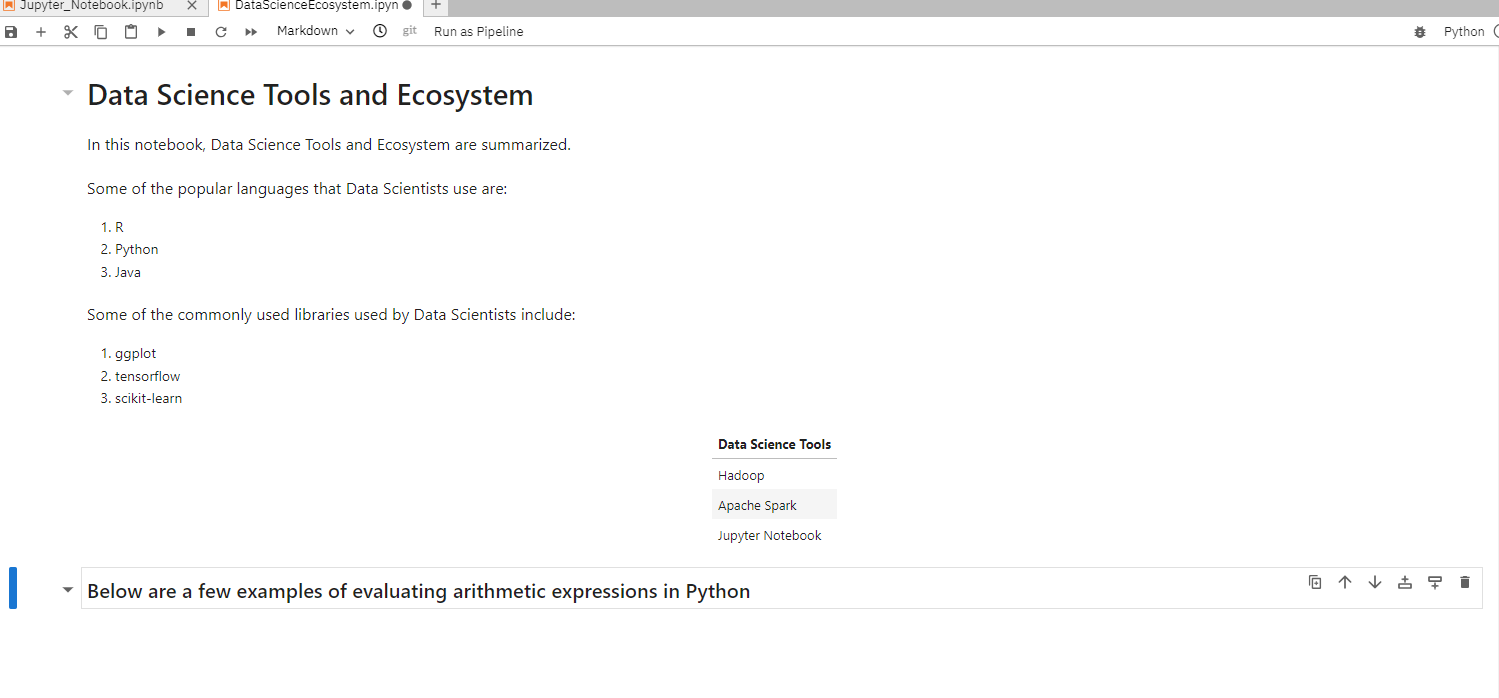 Jupyter_Notebook.ipynb
DataScienceEcosystem.ipyn
Markdown
git
Run as Pipeline
Python
Data Science Tools and Ecosystem
In this notebook, Data Science Tools and Ecosystem are summarized.
Some of the popular languages that Data Scientists use are:
1. R
2. Python
3. Java
Some of the commonly used libraries used by Data Scientists include:
1. ggplot
2. tensorflow
3. scikit-learn
Data Science Tools
Hadoop
Apache Spark
Jupyter Notebook
Below are a few examples of evaluating arithmetic expressions in Python